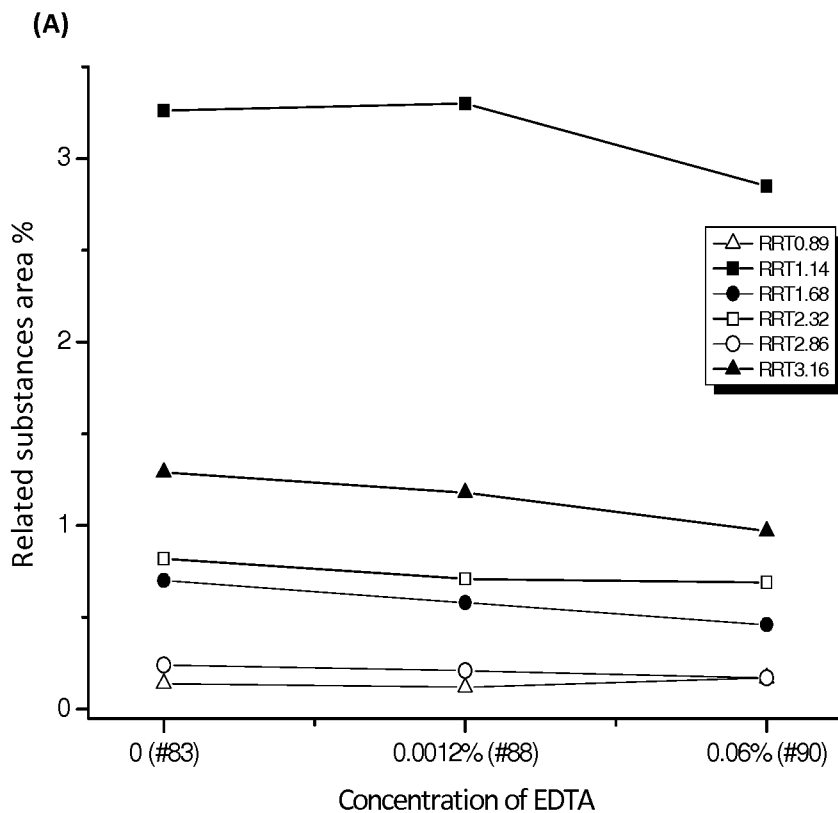 (A)
3
2
1
0
Related substances area %
RRT0.89
RRT1.14
RRT1.68
RRT2.32
RRT2.86
RRT3.16
0 (#83) 0.0012% (#88) 0.06% (#90)
Concentration of EDTA